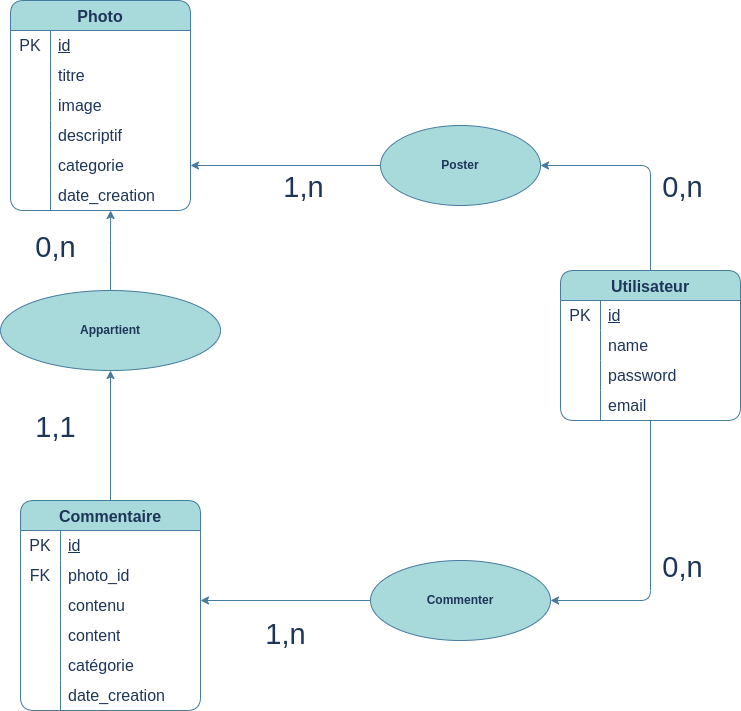 Photo
PK id
titre
image
descriptif
categorie
date_creation
Poster
1,n
0,n
0,n
Appartient
Utilisateur
PK id
name
password
email
1,1
Commentaire
PK id
FK photo_id
contenu
content
catégorie
date_creation
Commenter
0,n
1,n